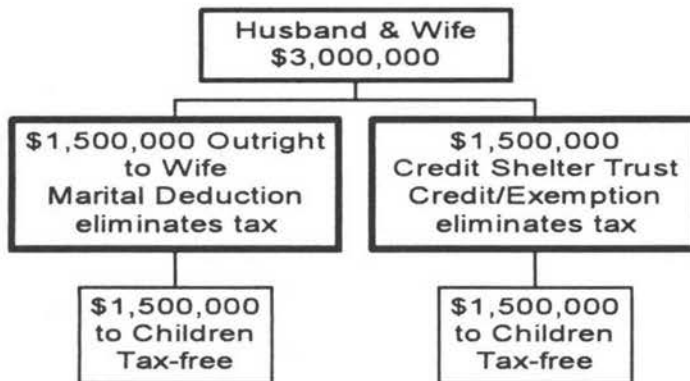 Husband & Wife
$3,000,000
$1,500,000 Outright
to Wife
Marital Deduction
eliminates tax
$1,500,000
Credit Shelter Trust
Credit/Exemption
eliminates tax
$1,500,000
to Children
Tax-free
$1,500,000
to Children
Tax-free